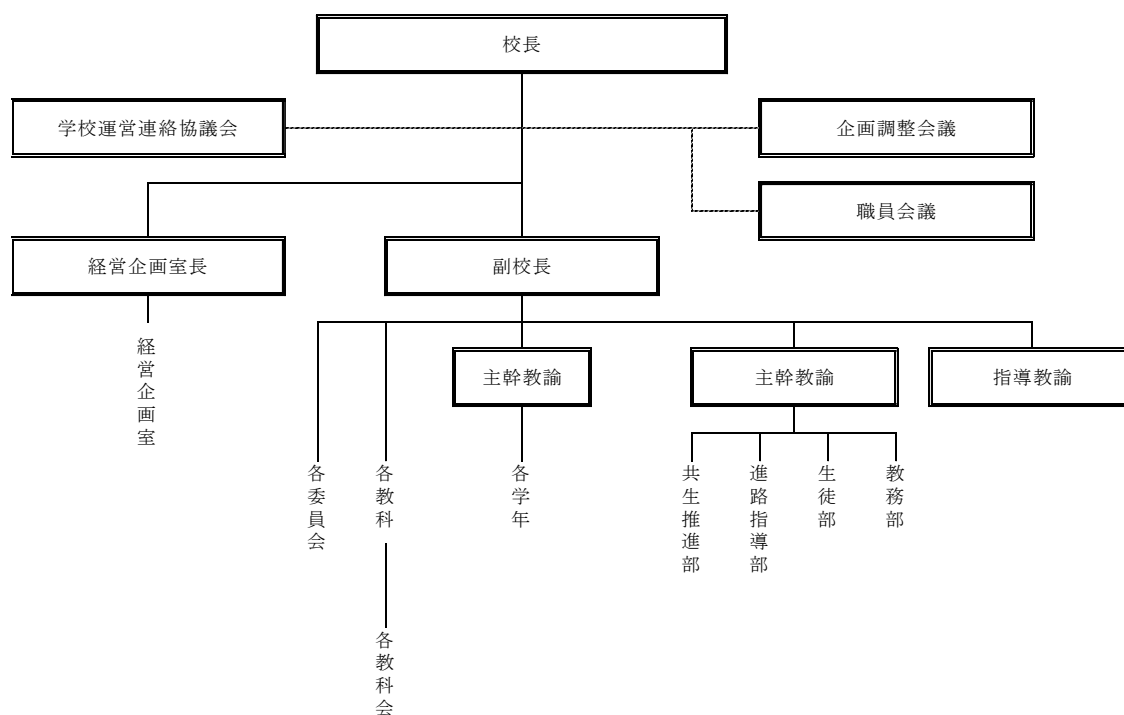 校長
学校運営連絡協議会
企画調整会議
職員会議
経営企画室長
副校長
経営企画室
主幹教諭
主幹教諭
指導教諭
各委員会
各教科
各学年
共生推進部
進路指導部
生徒部
教務部
各教科会